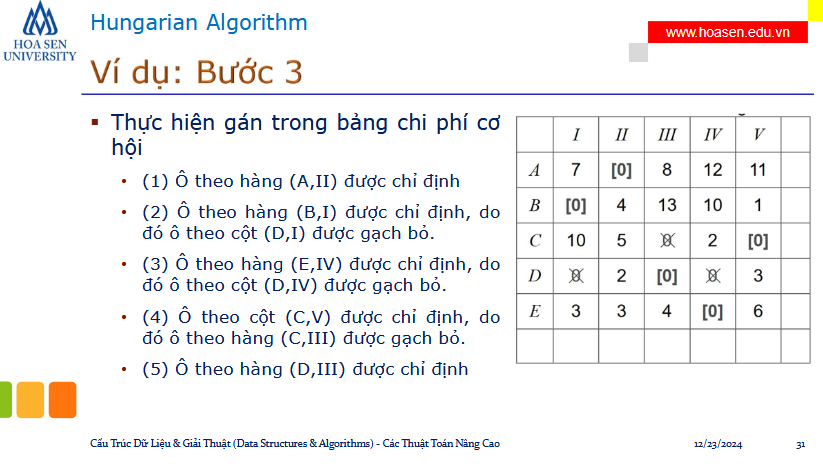 HOA SEN
UNIVERSITY
Hungarian Algorithm
www.hoasen.edu.vn
Ví dụ: Bước 3
Thực hiện gán trong bảng chi phí cơ
hội
(1) Ô theo hàng (A,II) được chỉ định
(2) Ô theo hàng (B,I) được chỉ định, do
đó ô theo cột (D,I) được gạch bỏ.
(3) Ô theo hàng (E,IV) được chỉ định, do
đó ô theo cột (D,IV) được gạch bỏ.
(4) Ô theo cột (C,V) được chỉ định, do
đó ô theo hàng (C,III) được gạch bỏ.
(5) Ô theo hàng (D,III) được chỉ định
I II III IV V
A 7 [0] 8 12 11
B [0] 4 13 10 1
C 10 5 0 2 [0]
D 0 2 [0] 0 3
E 3 3 4 [0] 6
Cấu Trúc Dữ Liệu & Giải Thuật (Data Structures & Algorithms) - Các Thuật Toán Nâng Cao
12/23/2024
31